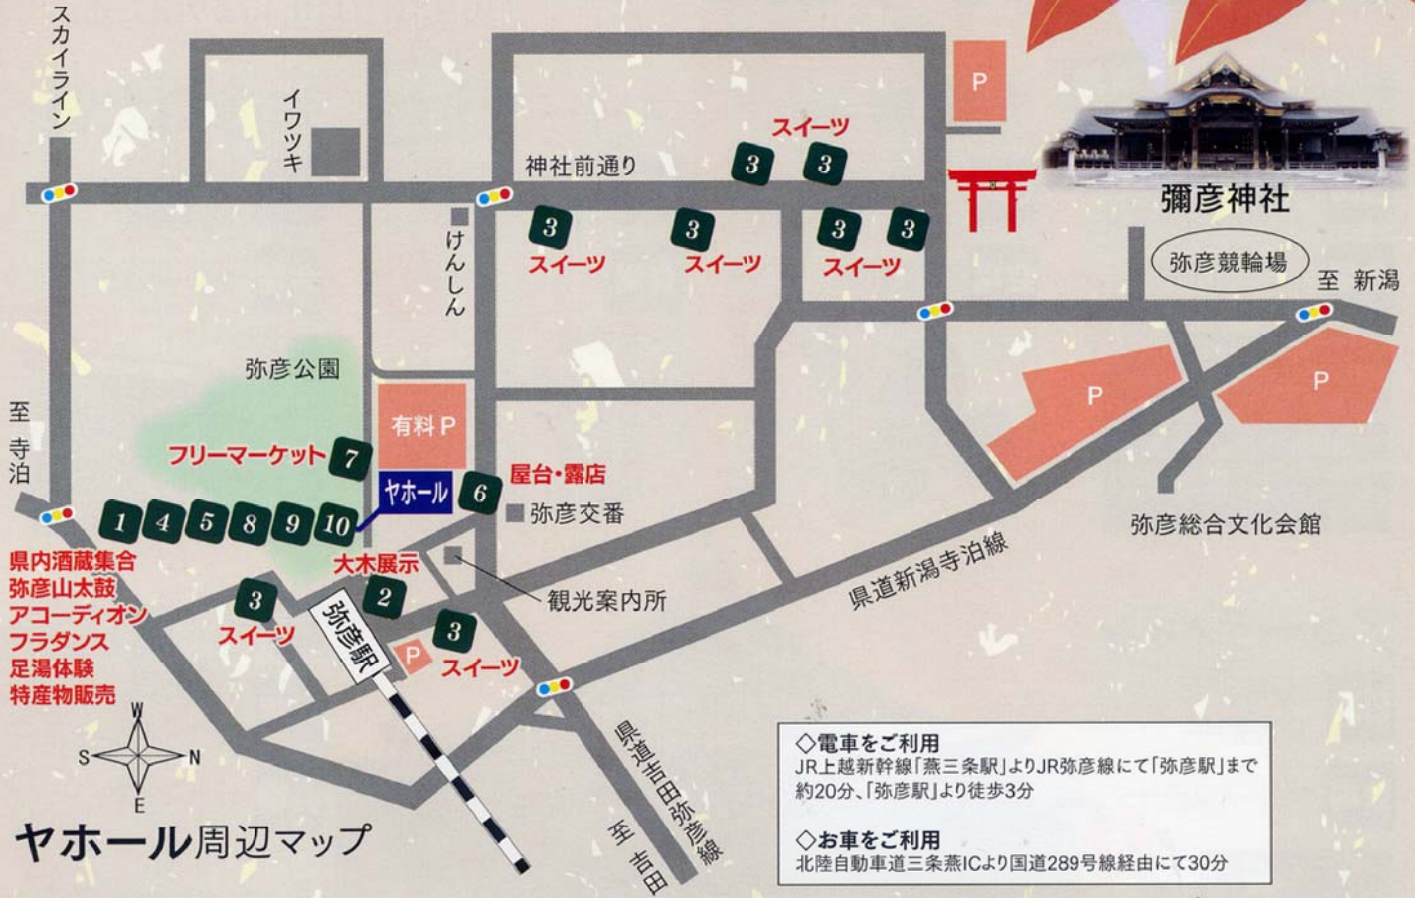 スカイライン
イワツキ
P
スイーツ
3
3
神社前通り
彌彦神社
けんしん
3
スイーツ
3
スイーツ
3
3
スイーツ
弥彦競輪場
至 新潟
弥彦公園
至 寺泊
有料 P
P
P
フリーマーケット
7
ヤホール
6
屋台・露店
弥彦交番
1
4
5
8
9
10
弥彦総合文化会館
県内酒蔵集合
弥彦山太鼓
アコーディオン
フラダンス
足湯体験
特産物販売
大木展示
2
3
スイーツ
弥彦駅
観光案内所
3
スイーツ
P
県道新潟寺泊線
県道吉田弥彦線
至 吉田
W
S
N
E
ヤホール周辺マップ
◇電車をご利用
JR上越新幹線「燕三条駅」よりJR弥彦線にて「弥彦駅」まで
約20分、「弥彦駅」より徒歩3分
◇お車をご利用
北陸自動車道三条燕ICより国道289号線経由にて30分